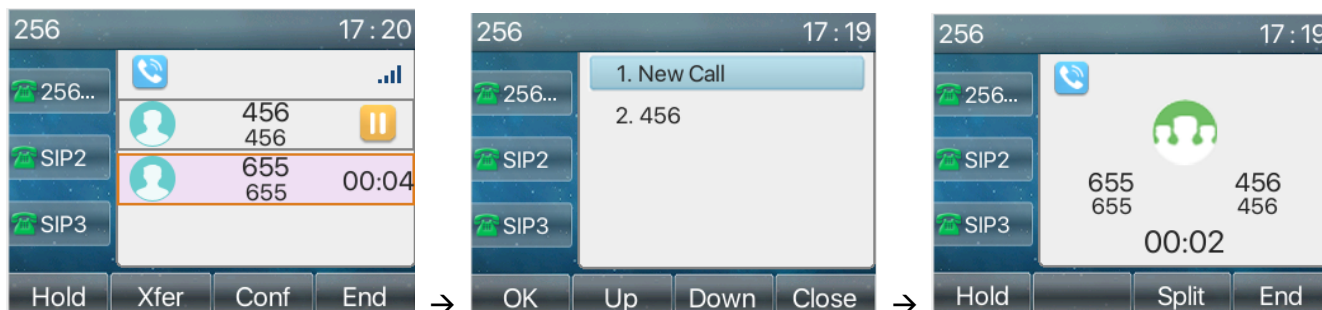 256 17:20
256...
SIP2
SIP3
456
456
655
655
00:04
Hold Xfer Conf End
→
256 17:19
256...
SIP2
SIP3
1. New Call
2. 456
OK Up Down Close
→
256 17:19
256...
SIP2
SIP3
655 456
655 456
00:02
Hold Split End